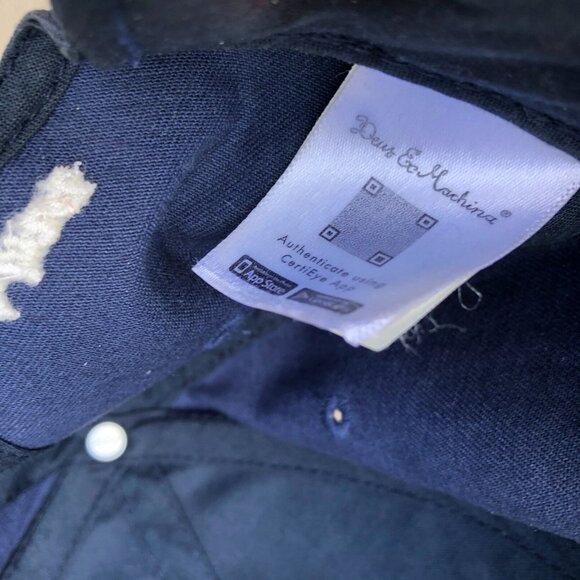 Deus Ex Machina®
Authenticate using
CertiEye App
App Store